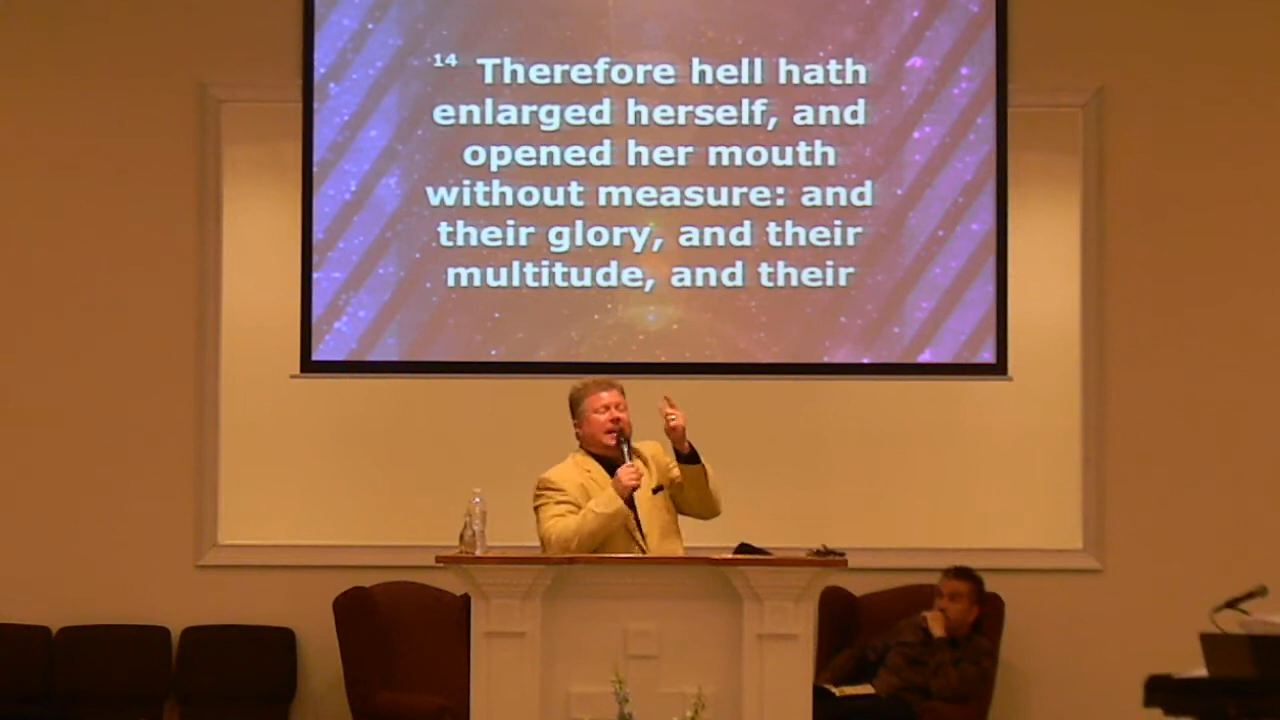 14 Therefore hell hath
enlarged herself, and
opened her mouth
without measure: and
their glory, and their
multitude, and their